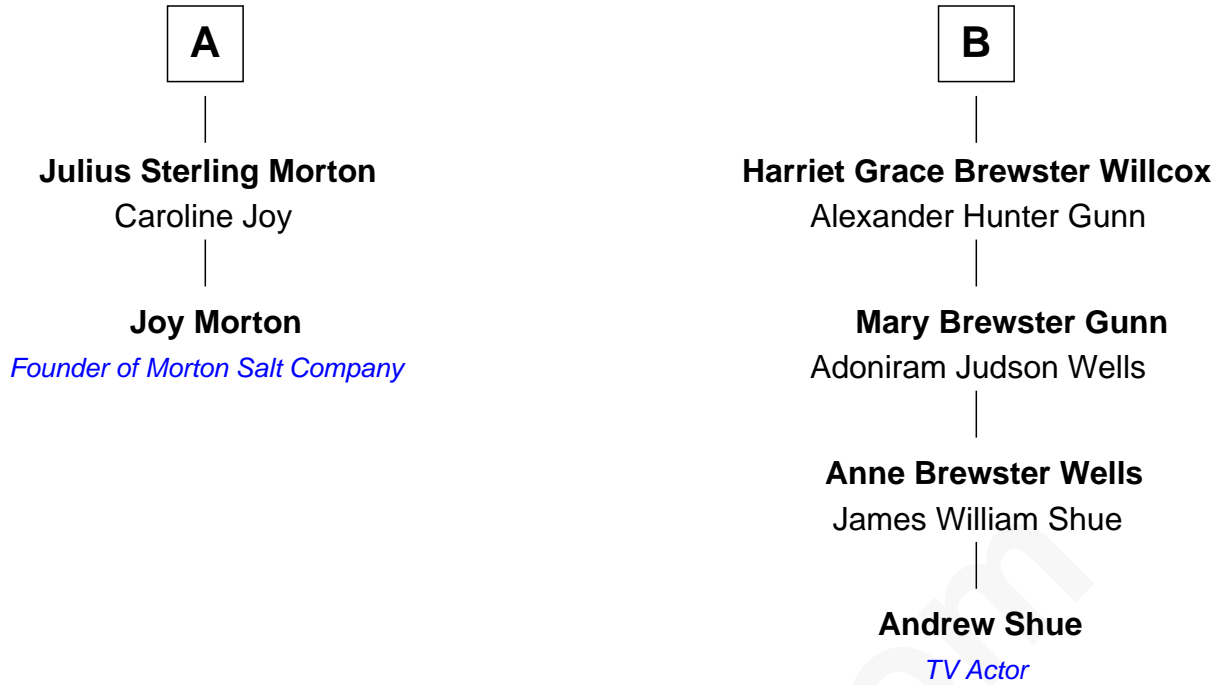 A
Julius Sterling Morton
Caroline Joy
Joy Morton
Founder of Morton Salt Company
B
Harriet Grace Brewster Willcox
Alexander Hunter Gunn
Mary Brewster Gunn
Adoniram Judson Wells
Anne Brewster Wells
James William Shue
Andrew Shue
TV Actor